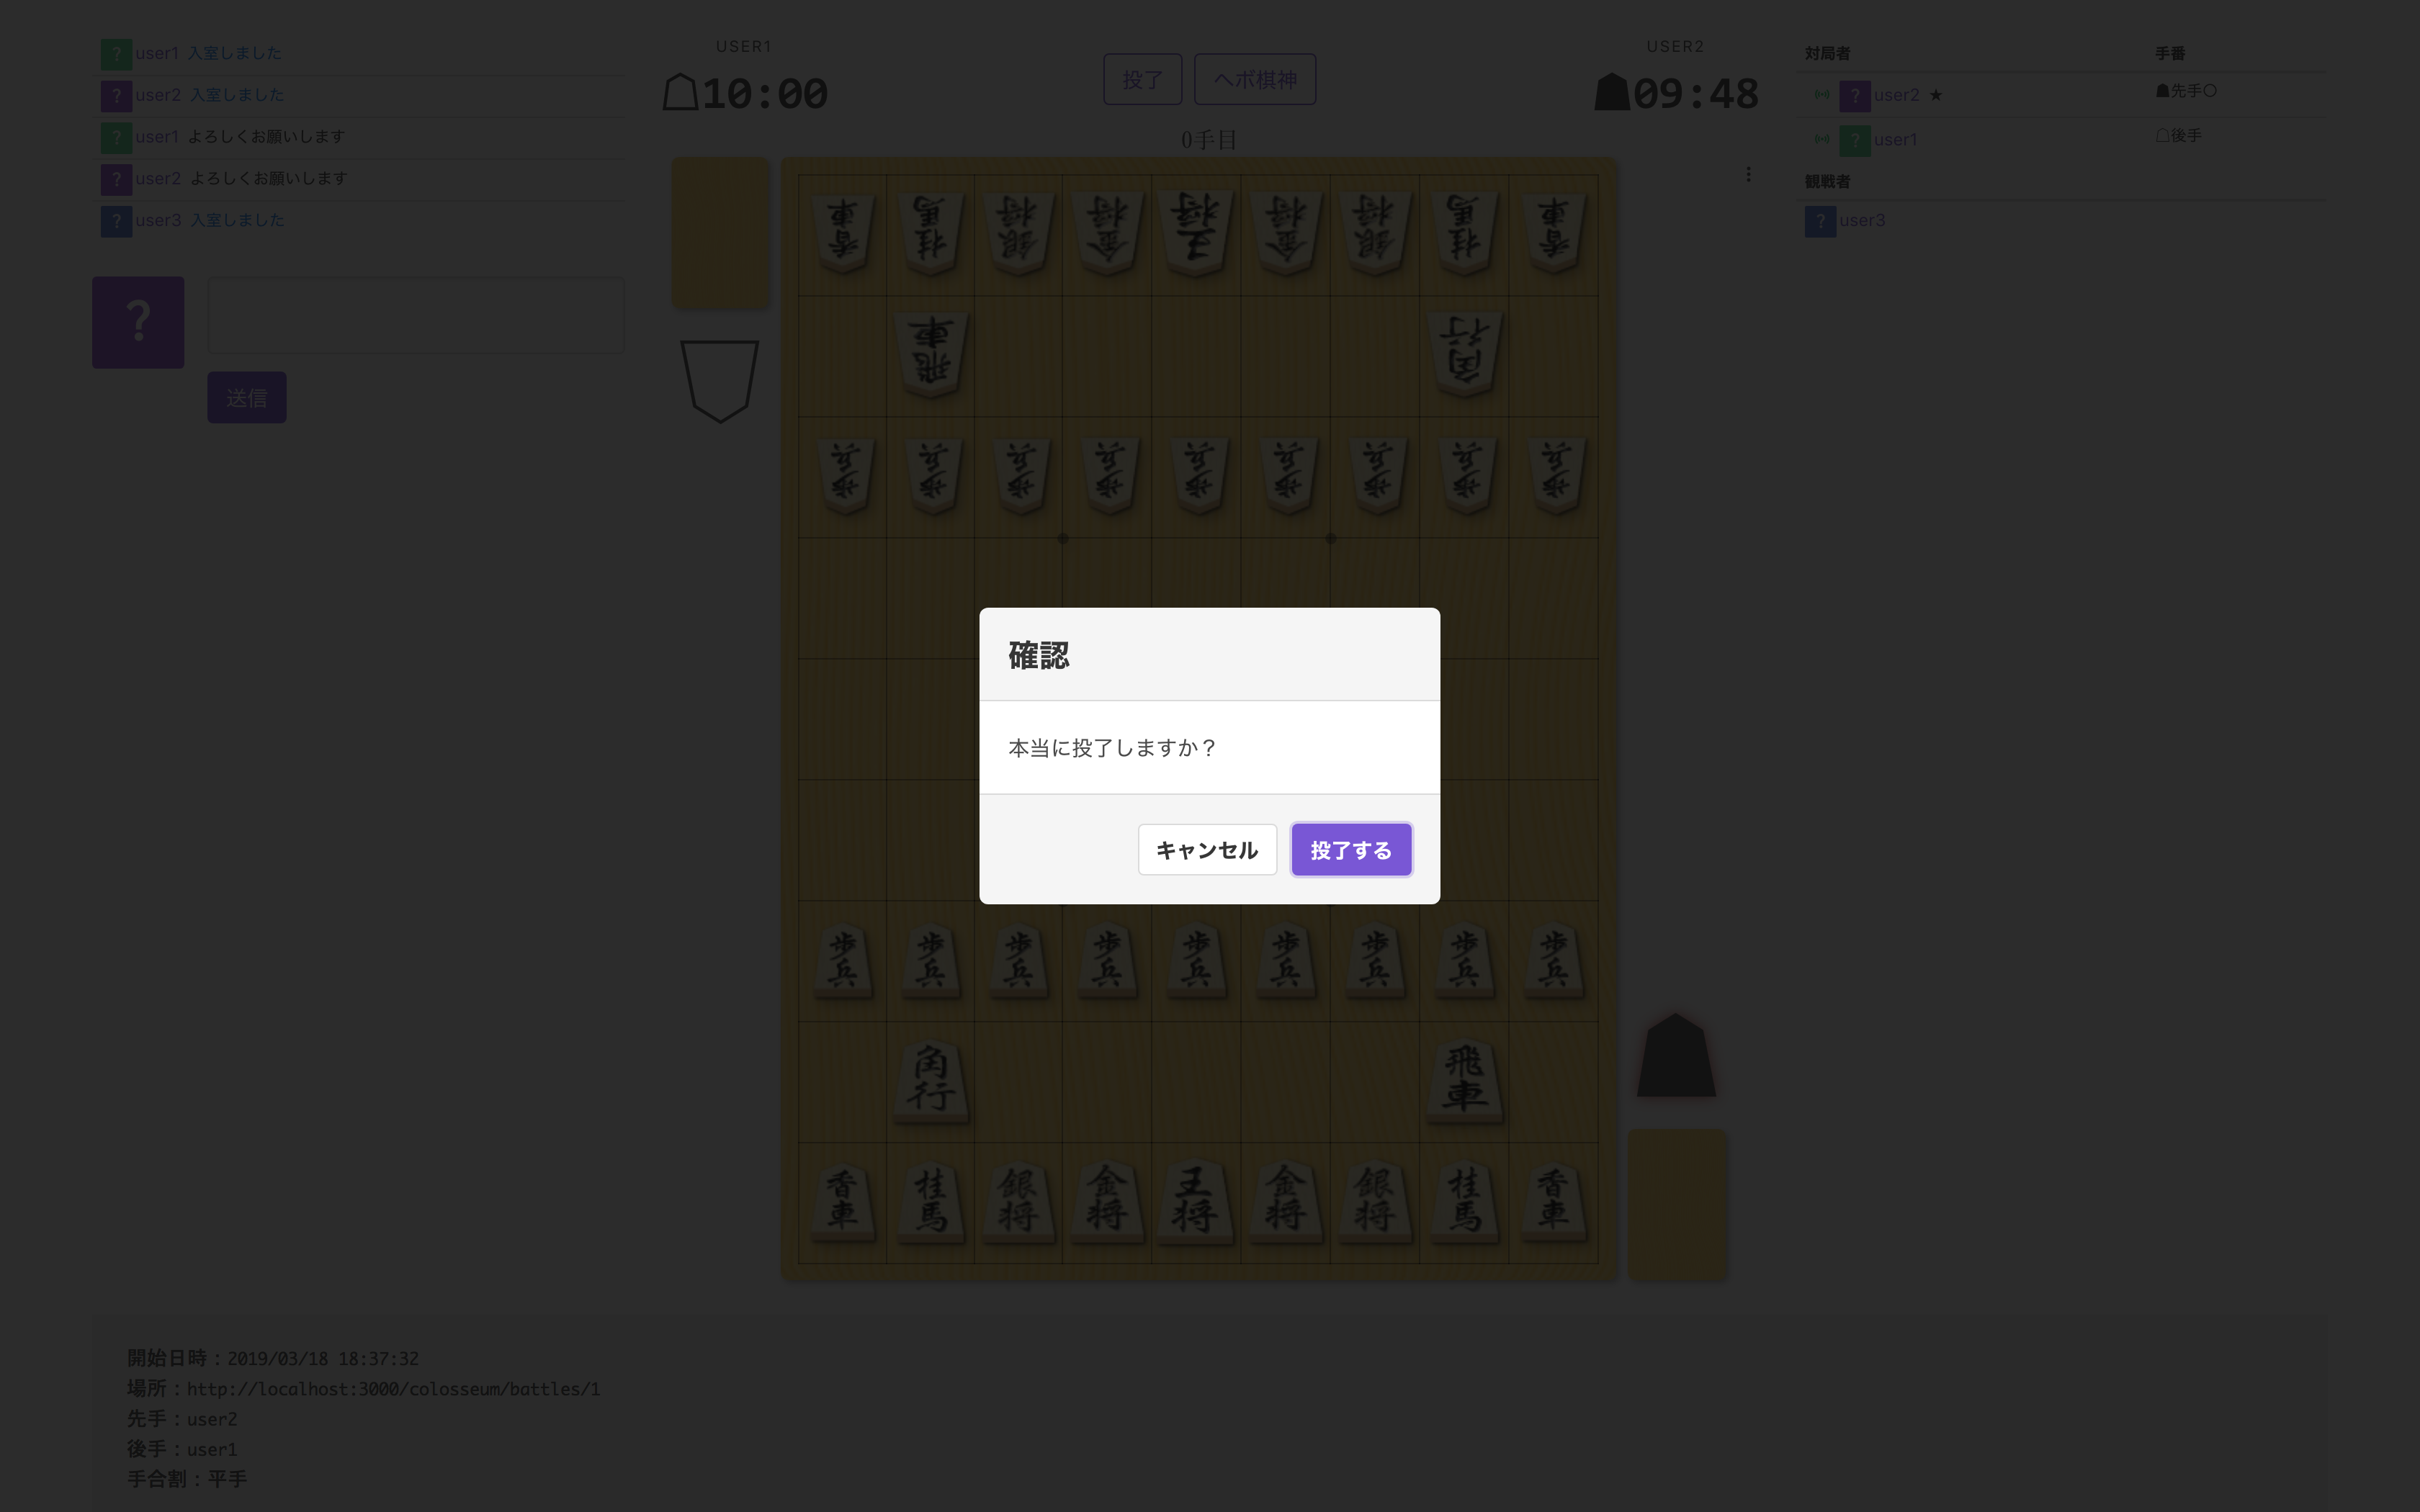 ? user1 入室しました
? user2 入室しました
? user1 よろしくお願いします
? user2 よろしくお願いします
? user3 入室しました
?
送信
USER1
10:00
投了
ヘボ棋神
0手目
USER2
09:48
対局者 手番
? user2 ★ 先手〇
? user1 後手
観戦者
? user3
香車 桂馬 銀将 金将 王将 金将 銀将 桂馬 香車
飛車 角行
歩兵 歩兵 歩兵 歩兵 歩兵 歩兵 歩兵 歩兵 歩兵
確認
本当に投了しますか？
キャンセル 投了する
歩兵 歩兵 歩兵 歩兵 歩兵 歩兵 歩兵 歩兵 歩兵
角行 飛車
香車 桂馬 銀将 金将 王将 金将 銀将 桂馬 香車
開始日時：2019/03/18 18:37:32
場所：http://localhost:3000/colosseum/battles/1
先手：user2
後手：user1
手合割：平手